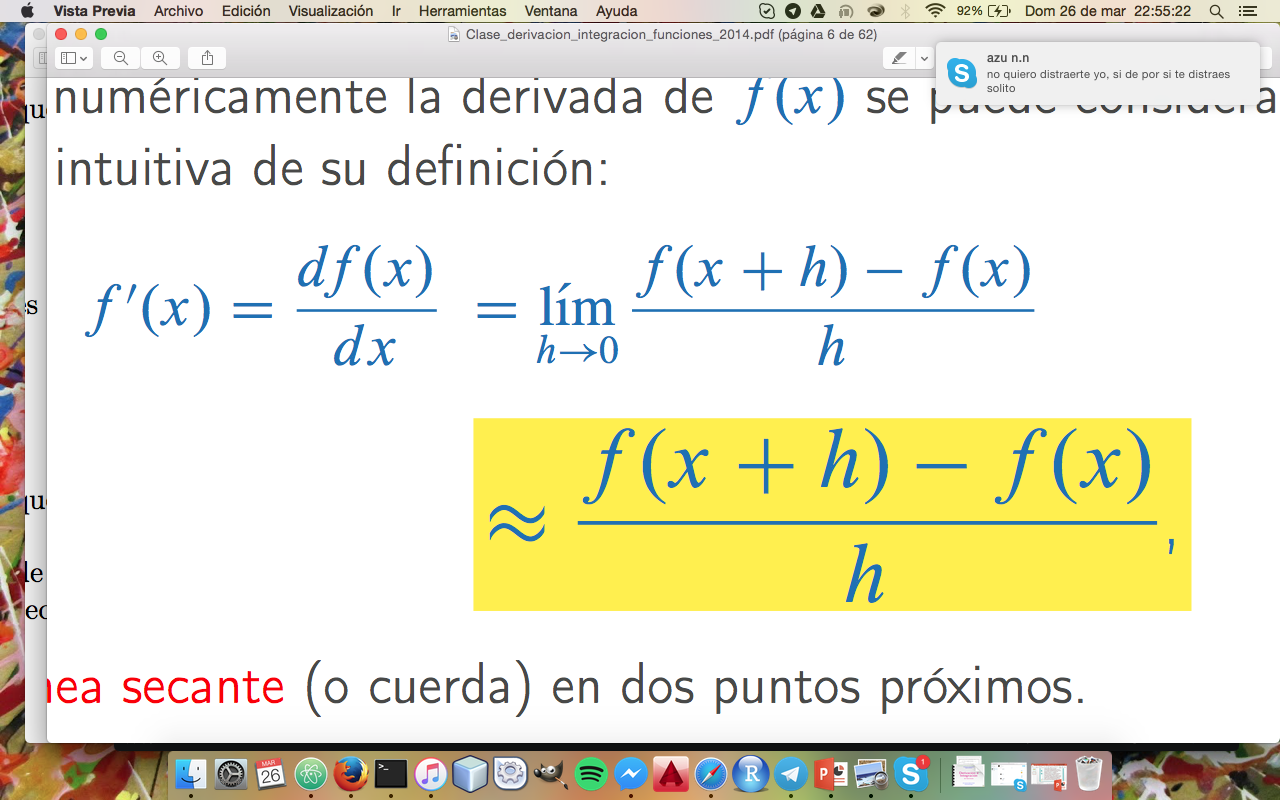 Vista Previa Archivo Edición Visualización Ir Herramientas Ventana Ayuda 92% Dom 26 de mar 22:55:22
Clase_derivacion_integracion_funciones_2014.pdf (página 6 de 62)
azu n.n
no quiero distraerte yo, si de por si te distraes
solito
numéricamente la derivada de f(x) se puede considera
intuitiva de su definición:
f′(x) = df(x)/dx = lím h→0 f(x + h) − f(x)/h
≈ f(x + h) − f(x)/h,
nea secante (o cuerda) en dos puntos próximos.
MAR
26
1